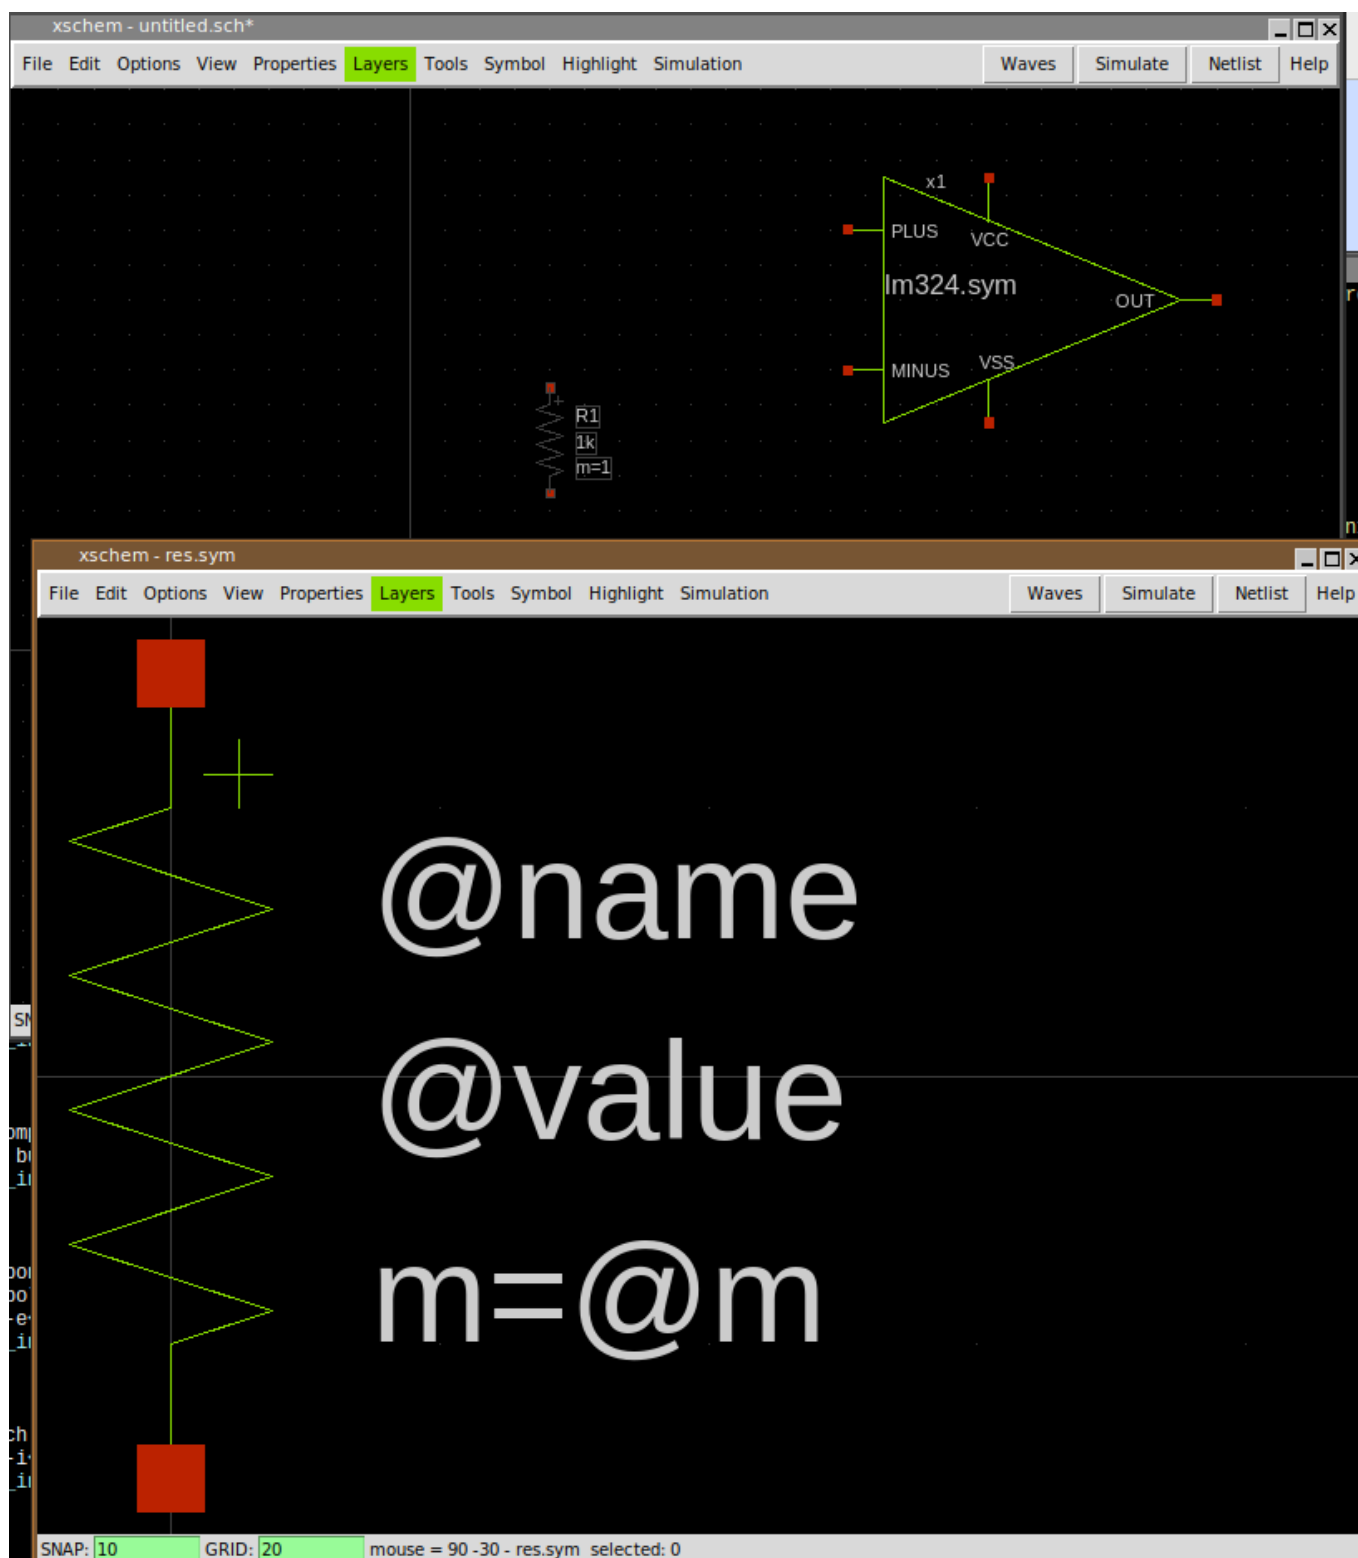 xschem - untitled.sch*
File Edit Options View Properties Layers Tools Symbol Highlight Simulation Waves Simulate Netlist Help
x1
PLUS
VCC
lm324.sym
OUT
VSS
MINUS
R1
1k
m=1
xschem - res.sym
File Edit Options View Properties Layers Tools Symbol Highlight Simulation Waves Simulate Netlist Help
@name
@value
m=@m
SNAP: 10 GRID: 20 mouse = 90 -30 - res.sym selected: 0